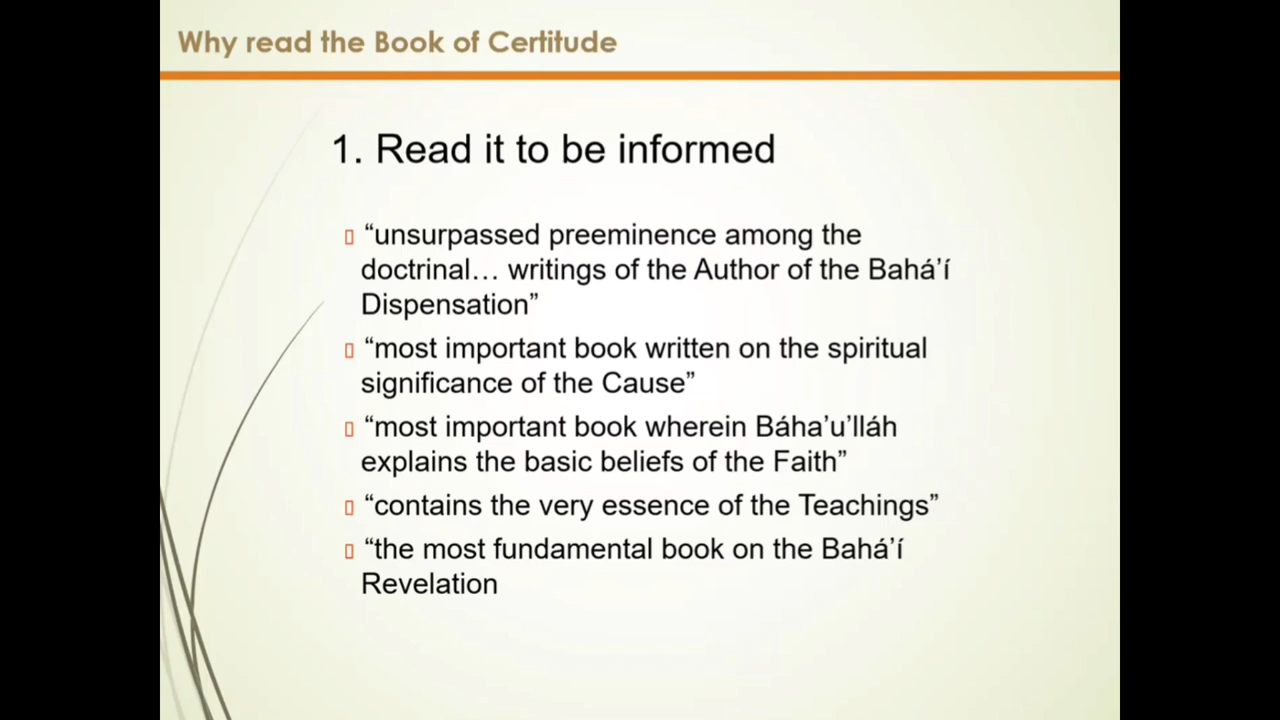 Why read the Book of Certitude
1. Read it to be informed
“unsurpassed preeminence among the
doctrinal… writings of the Author of the Bahá’í
Dispensation”
“most important book written on the spiritual
significance of the Cause”
“most important book wherein Báha’u’lláh
explains the basic beliefs of the Faith”
“contains the very essence of the Teachings”
“the most fundamental book on the Bahá’í
Revelation